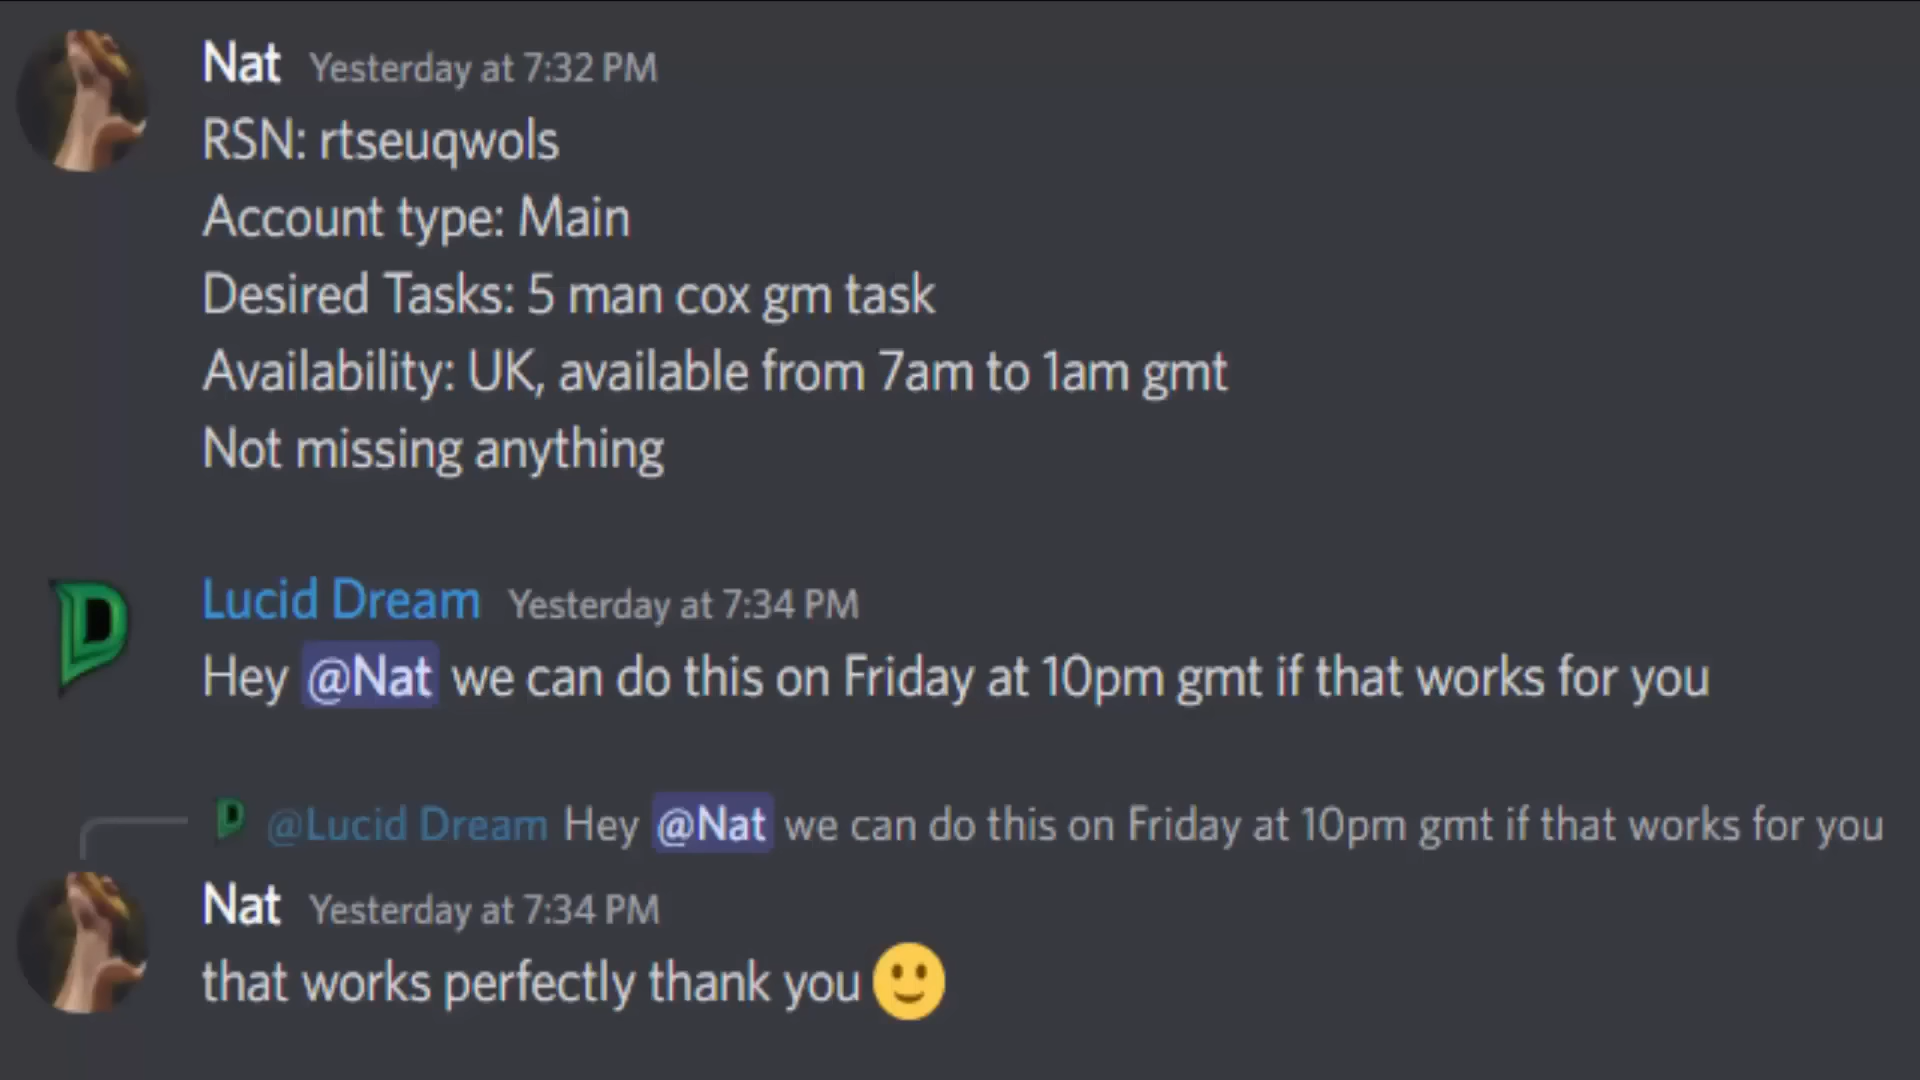 Nat Yesterday at 7:32 PM
RSN: rtseuqwols
Account type: Main
Desired Tasks: 5 man cox gm task
Availability: UK, available from 7am to 1am gmt
Not missing anything
Lucid Dream Yesterday at 7:34 PM
Hey @Nat we can do this on Friday at 10pm gmt if that works for you
@Lucid Dream Hey @Nat we can do this on Friday at 10pm gmt if that works for you
Nat Yesterday at 7:34 PM
that works perfectly thank you 🙂